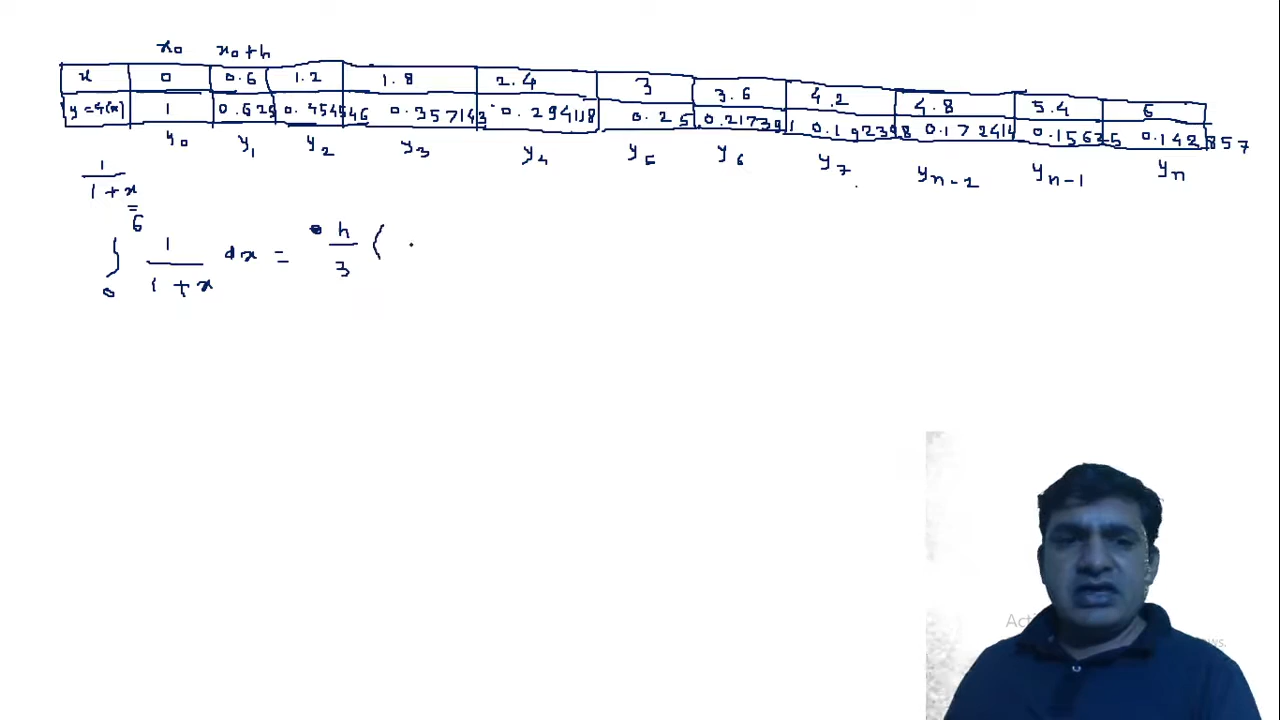 x₀ x₀+h
x 0 0.6 1.2 1.8 2.4 3 3.6 4.2 4.8 5.4 6
y=f(x) 1 0.625 0.454546 0.357143 0.294118 0.25 0.217391 0.192398 0.172414 0.15625 0.142857
y₀ y₁ y₂ y₃ y₄ y₅ y₆ y₇ yₙ₋₂ yₙ₋₁ yₙ
1/(1+x)
∫₀⁶ 1/(1+x) dx = h/3 (